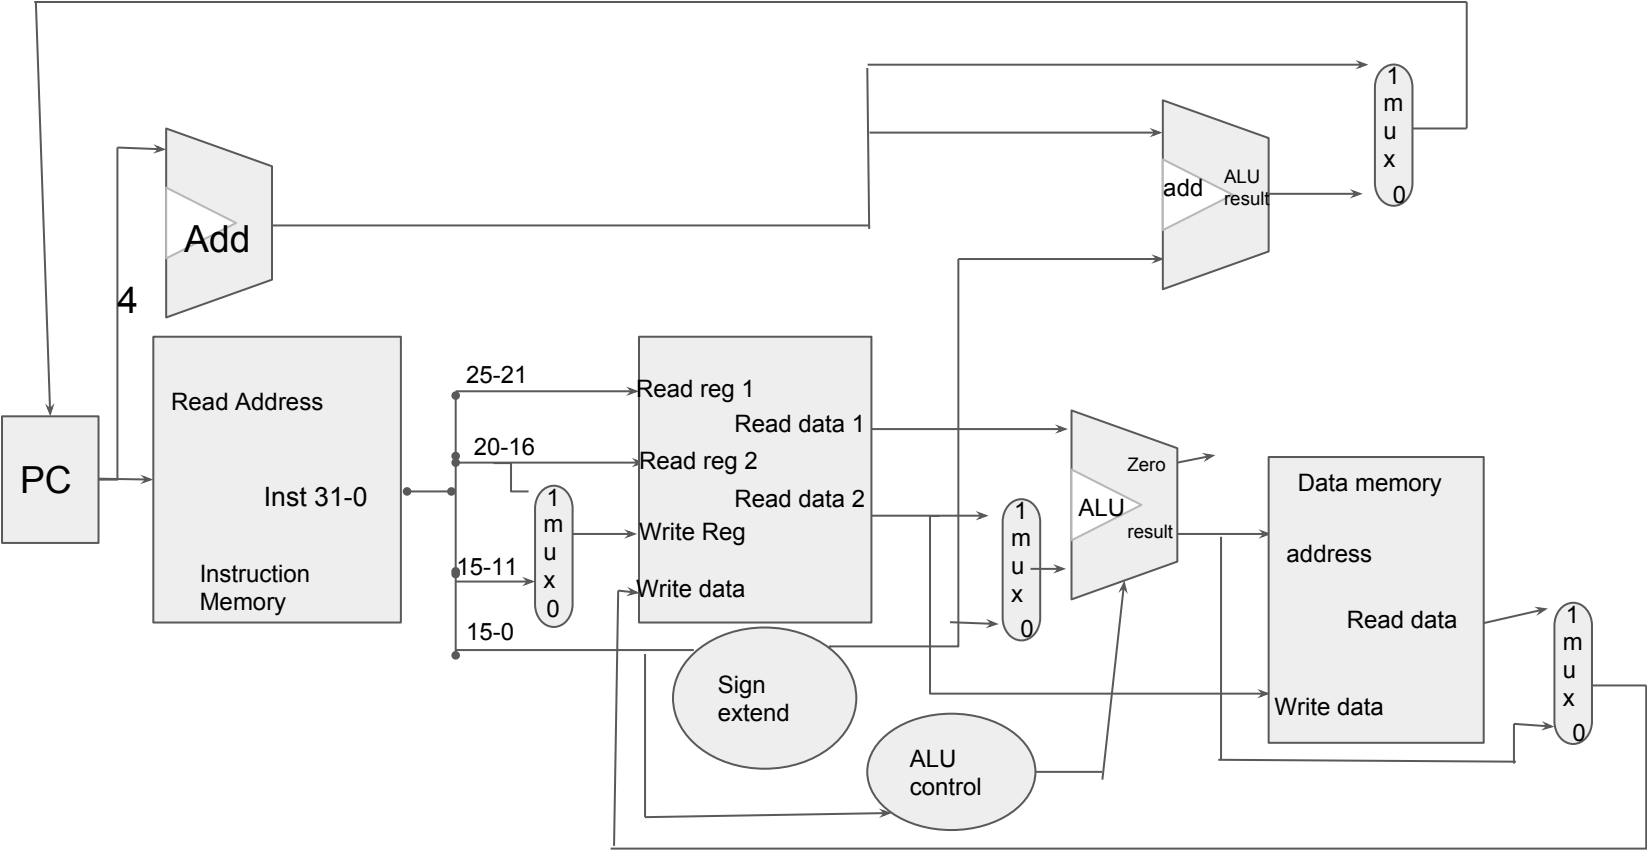 1
m
u
x
0
add
ALU
result
Add
4
25-21
Read Address
Read reg 1
Read data 1
20-16
Read reg 2
Zero
PC
Inst 31-0
Data memory
1
m
u
x
0
Read data 2
1
m
u
x
0
ALU
result
Write Reg
address
15-11
Instruction
Memory
Write data
15-0
Read data
1
m
u
x
0
Sign
extend
Write data
ALU
control